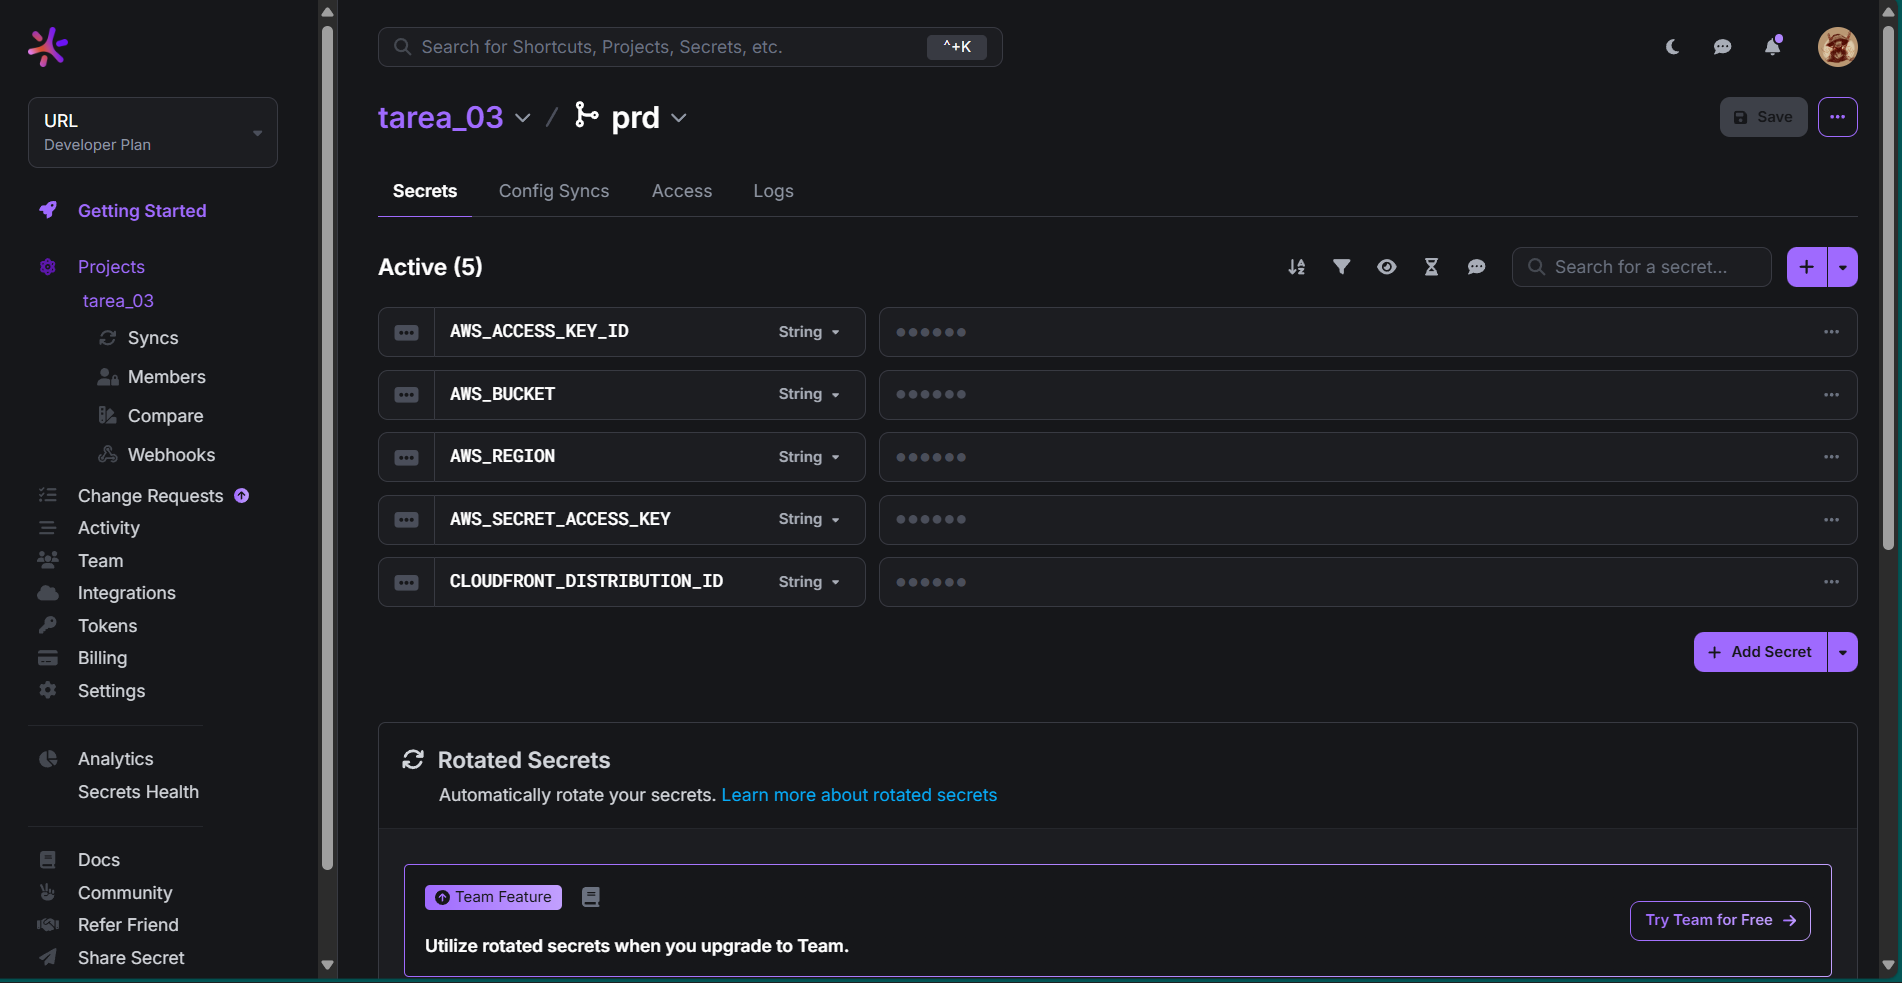 Search for Shortcuts, Projects, Secrets, etc.
^+K
URL
Developer Plan
tarea_03 / prd
Save
Getting Started
Projects
tarea_03
Syncs
Members
Compare
Webhooks
Change Requests
Activity
Team
Integrations
Tokens
Billing
Settings
Analytics
Secrets Health
Docs
Community
Refer Friend
Share Secret
Secrets
Config Syncs
Access
Logs
Active (5)
Search for a secret...
AWS_ACCESS_KEY_ID
String
AWS_BUCKET
String
AWS_REGION
String
AWS_SECRET_ACCESS_KEY
String
CLOUDFRONT_DISTRIBUTION_ID
String
Add Secret
Rotated Secrets
Automatically rotate your secrets. Learn more about rotated secrets
Team Feature
Utilize rotated secrets when you upgrade to Team.
Try Team for Free